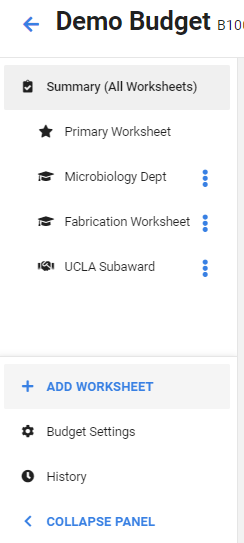 Demo Budget B10
Summary (All Worksheets)
Primary Worksheet
Microbiology Dept
Fabrication Worksheet
UCLA Subaward
ADD WORKSHEET
Budget Settings
History
COLLAPSE PANEL